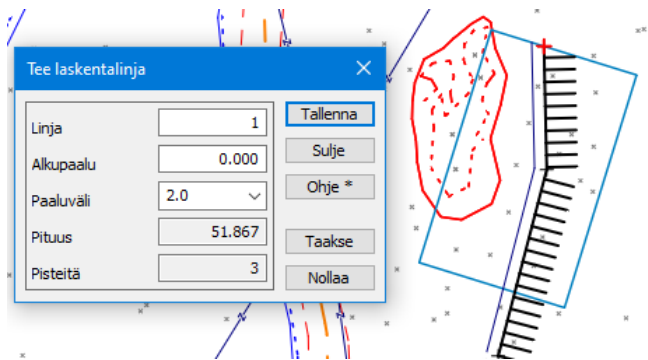 Tee laskentalinja
Linja 1 Tallenna
Alkupaalu 0.000 Sulje
Paaluväli 2.0 Ohje *
Pituus 51.867 Taakse
Pisteitä 3 Nollaa